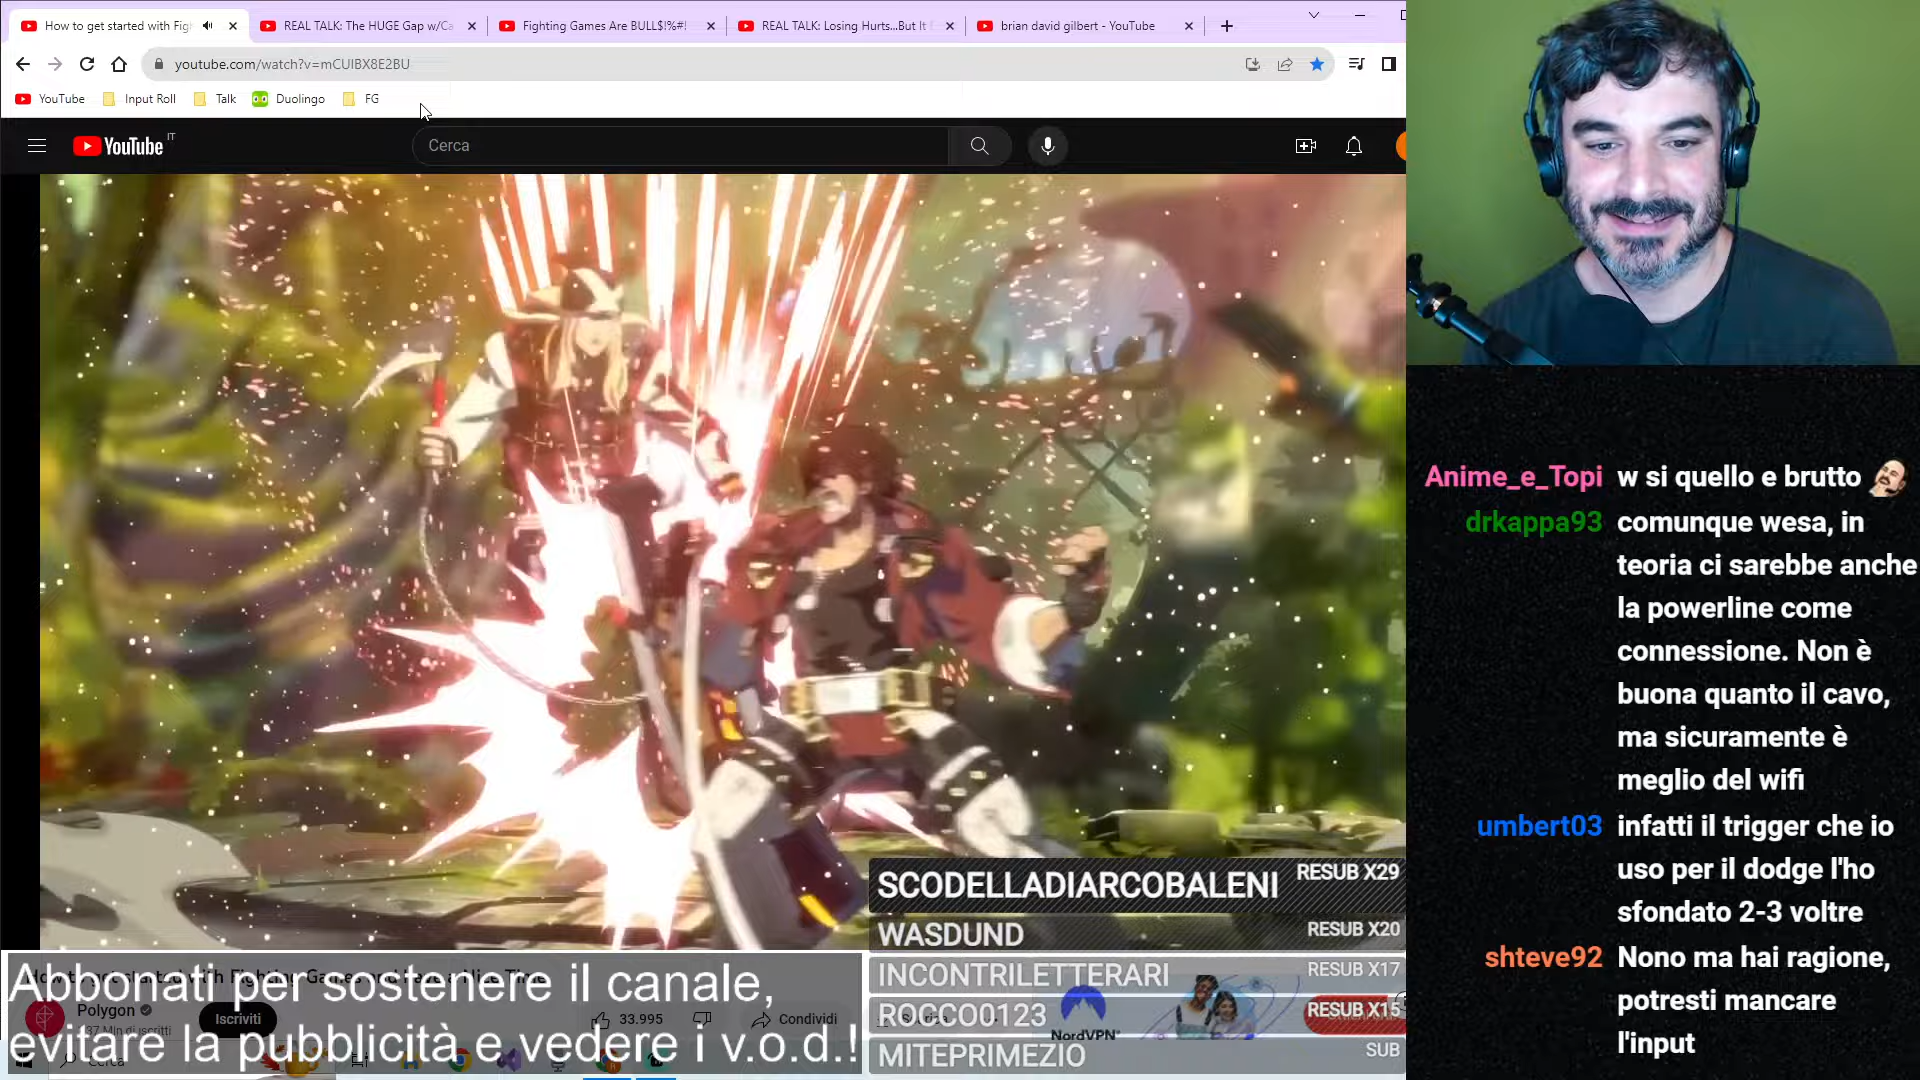 How to get started with Figh
REAL TALK: The HUGE Gap w/Ca
Fighting Games Are BULL$!%#!
REAL TALK: Losing Hurts...But It
brian david gilbert - YouTube
youtube.com/watch?v=mCUlBX8E2BU
YouTube
Input Roll
Talk
Duolingo
FG
YouTube IT
Cerca
Anime_e_Topi w si quello e brutto
drkappa93 comunque wesa, in
teoria ci sarebbe anche
la powerline come
connessione. Non è
buona quanto il cavo,
ma sicuramente è
meglio del wifi
umbert03 infatti il trigger che io
uso per il dodge l'ho
sfondato 2-3 voltre
shteve92 Nono ma hai ragione,
potresti mancare
l'input
SCODELLADIARCOBALENI RESUB X29
WASDUND RESUB X20
INCONTRILETTERARI RESUB X17
ROCCO0123 RESUB X15
MITEPRIMEZIO SUB
Abbonati per sostenere il canale,
evitare la pubblicità e vedere i v.o.d.!
Polygon
Iscriviti
33.995
Condividi
NordVPN
Cerca